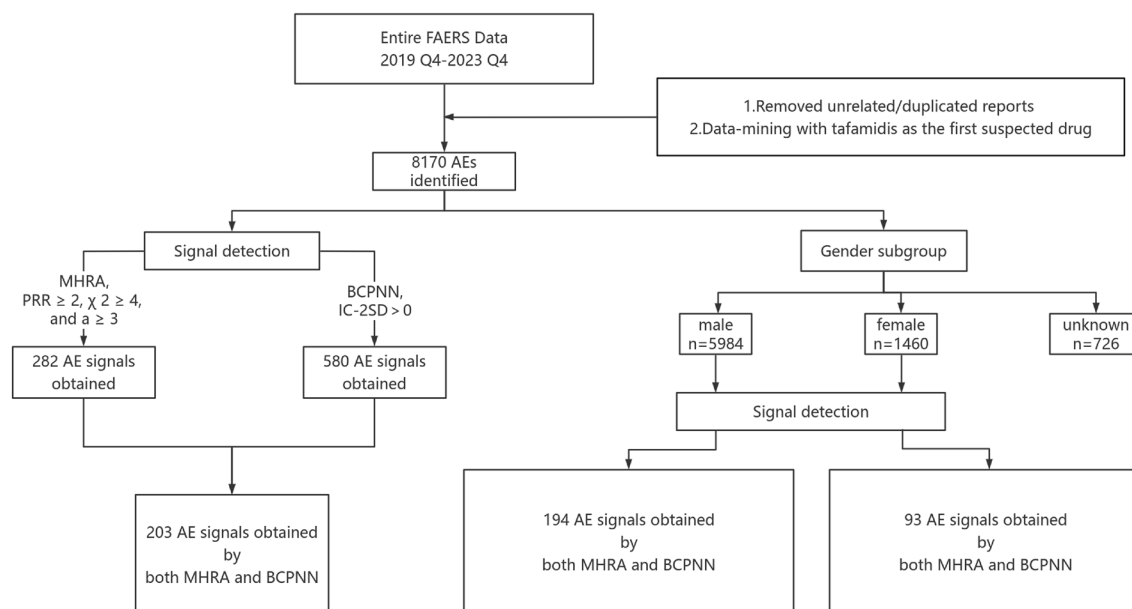 Entire FAERS Data
2019 Q4-2023 Q4
1.Removed unrelated/duplicated reports
2.Data-mining with tafamidis as the first suspected drug
8170 AEs
identified
Signal detection
Gender subgroup
MHRA,
PRR ≥ 2, χ 2 ≥ 4,
and a ≥ 3
BCPNN,
IC-2SD > 0
male
n=5984
female
n=1460
unknown
n=726
282 AE signals
obtained
580 AE signals
obtained
Signal detection
203 AE signals obtained
by
both MHRA and BCPNN
194 AE signals obtained
by
both MHRA and BCPNN
93 AE signals obtained
by
both MHRA and BCPNN